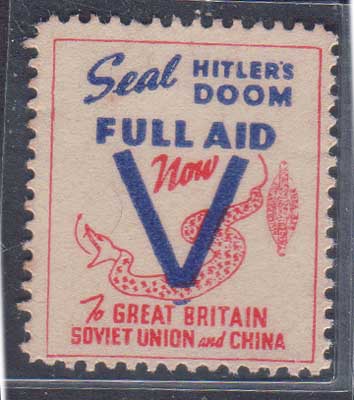 Seal HITLER'S
DOOM
FULL AID
Now
To GREAT BRITAIN
SOVIET UNION and CHINA